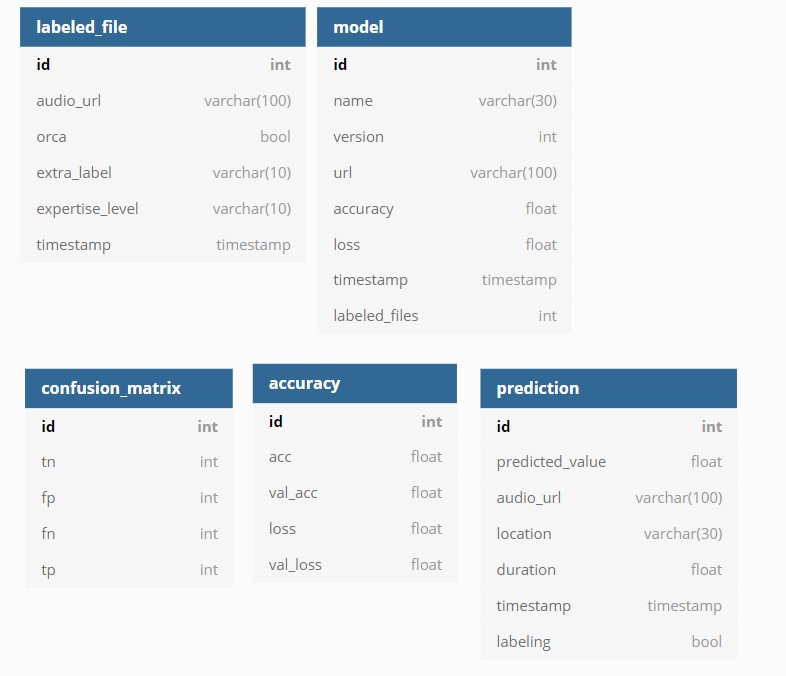 labeled_file
id int
audio_url varchar(100)
orca bool
extra_label varchar(10)
expertise_level varchar(10)
timestamp timestamp
model
id int
name varchar(30)
version int
url varchar(100)
accuracy float
loss float
timestamp timestamp
labeled_files int
confusion_matrix
id int
tn int
fp int
fn int
tp int
accuracy
id int
acc float
val_acc float
loss float
val_loss float
prediction
id int
predicted_value float
audio_url varchar(100)
location varchar(30)
duration float
timestamp timestamp
labeling bool